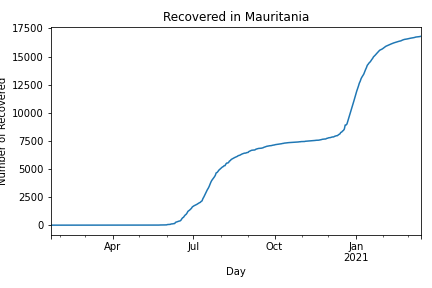 Recovered in Mauritania
17500
15000
12500
10000
7500
5000
2500
0
Number of Recovered
Apr
Jul
Oct
Jan
2021
Day